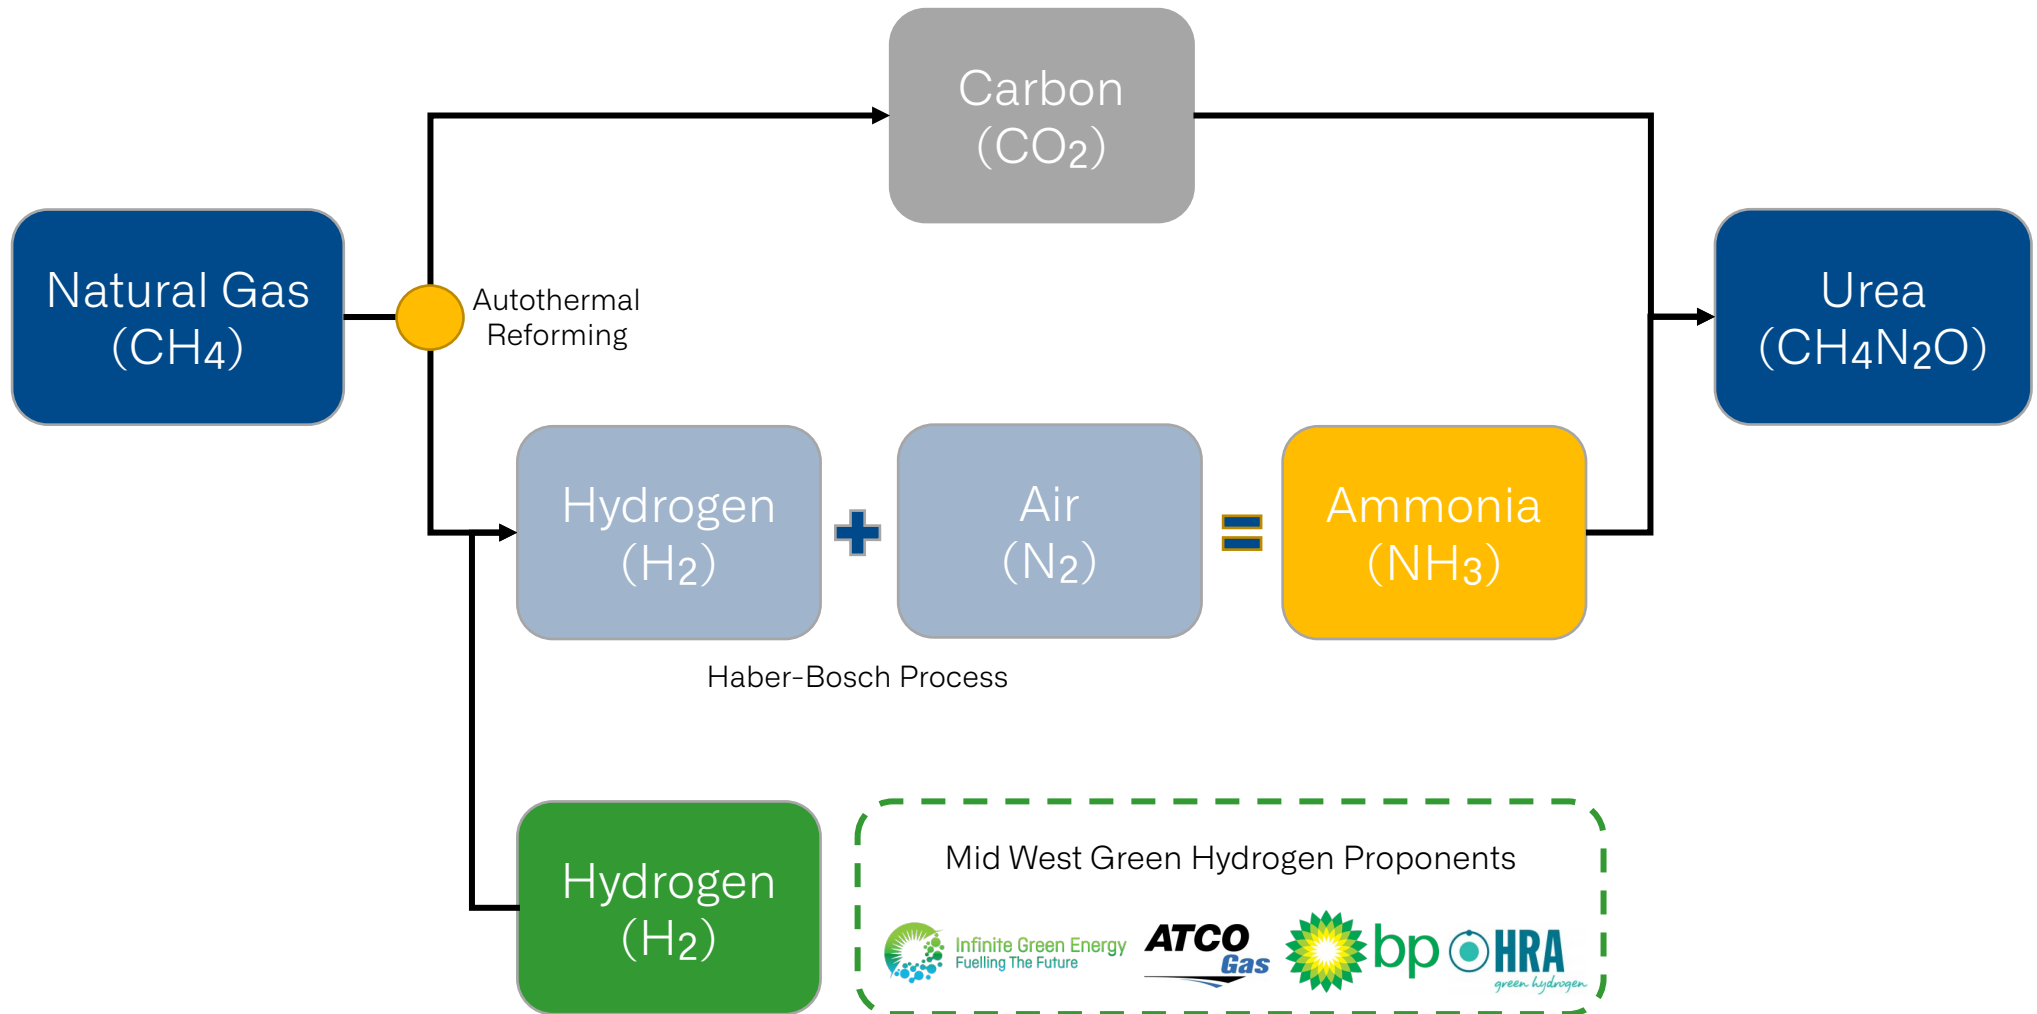 Carbon
(CO₂)
Natural Gas
(CH₄)
Autothermal
Reforming
Urea
(CH₄N₂O)
Hydrogen
(H₂)
Air
(N₂)
Ammonia
(NH₃)
Haber-Bosch Process
Hydrogen
(H₂)
Mid West Green Hydrogen Proponents
Infinite Green Energy
Fuelling The Future
ATCO
Gas
bp
HRA
green hydrogen